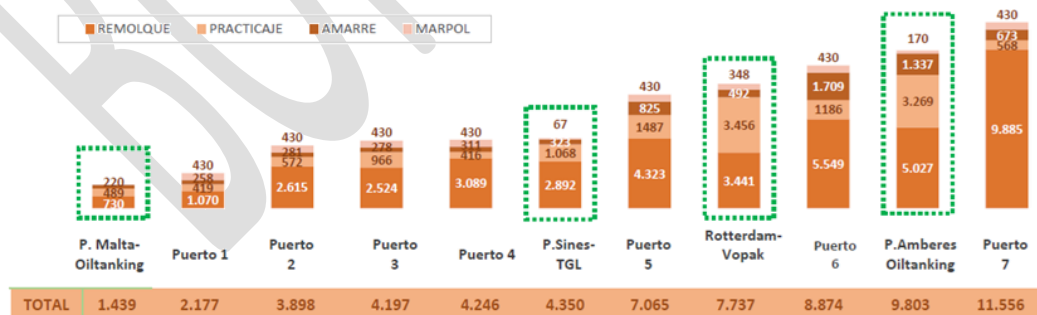 REMOLQUE PRACTICAJE AMARRE MARPOL
220
489
730
430
258
419
1.070
430
281
572
2.615
430
278
966
2.524
430
311
416
3.089
67
323
1.068
2.892
430
825
1487
4.323
348
492
3.456
3.441
430
1.709
1186
5.549
170
1.337
3.269
5.027
430
673
568
9.885
P. Malta-
Oiltanking
Puerto 1
Puerto
2
Puerto
3
Puerto 4
P.Sines-
TGL
Puerto
5
Rotterdam-
Vopak
Puerto
6
P.Amberes
Oiltanking
Puerto
7
TOTAL 1.439 2.177 3.898 4.197 4.246 4.350 7.065 7.737 8.874 9.803 11.556